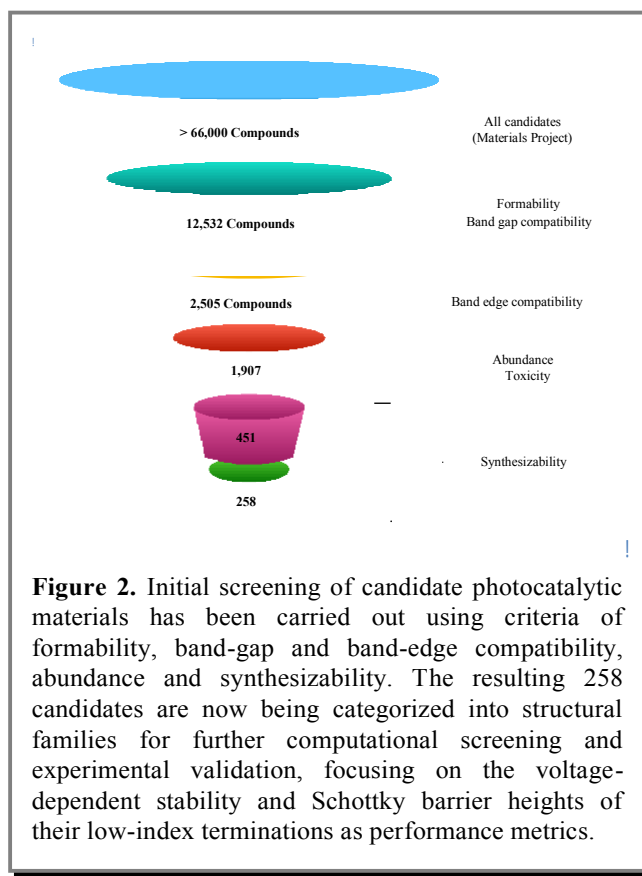 !
> 66,000 Compounds
All candidates
(Materials Project)
12,532 Compounds
Formability
Band gap compatibility
2,505 Compounds
Band edge compatibility
1,907
Abundance
Toxicity
451
Synthesizability
258
!
Figure 2. Initial screening of candidate photocatalytic
materials has been carried out using criteria of
formability, band-gap and band-edge compatibility,
abundance and synthesizability. The resulting 258
candidates are now being categorized into structural
families for further computational screening and
experimental validation, focusing on the voltage-
dependent stability and Schottky barrier heights of
their low-index terminations as performance metrics.